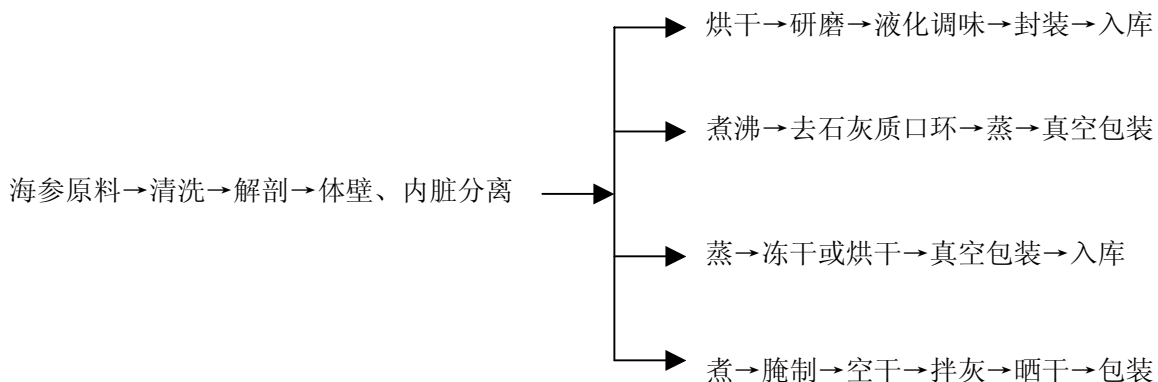 烘干→研磨→液化调味→封装→入库
煮沸→去石灰质口环→蒸→真空包装
海参原料→清洗→解剖→体壁、内脏分离
蒸→冻干或烘干→真空包装→入库
煮→腌制→空干→拌灰→晒干→包装